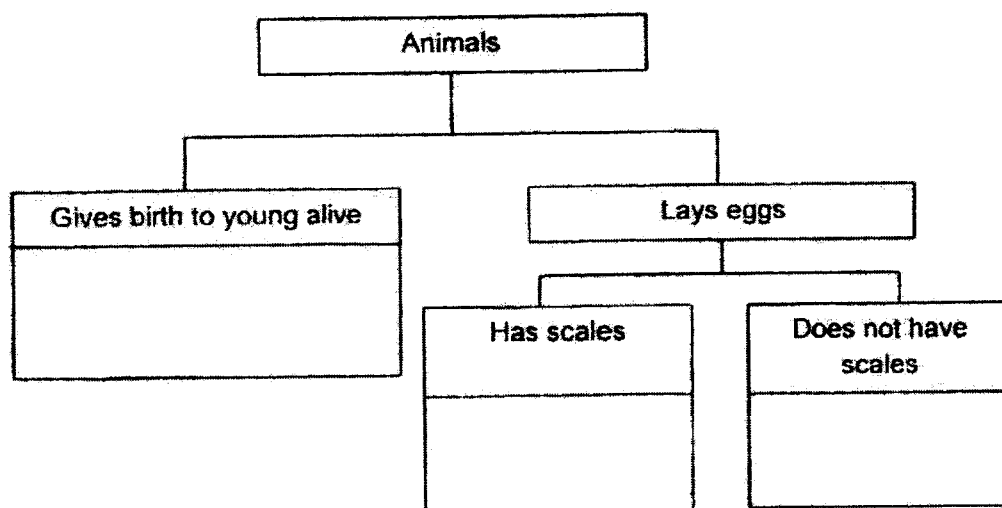 Animals
Gives birth to young alive
Lays eggs
Has scales
Does not have
scales